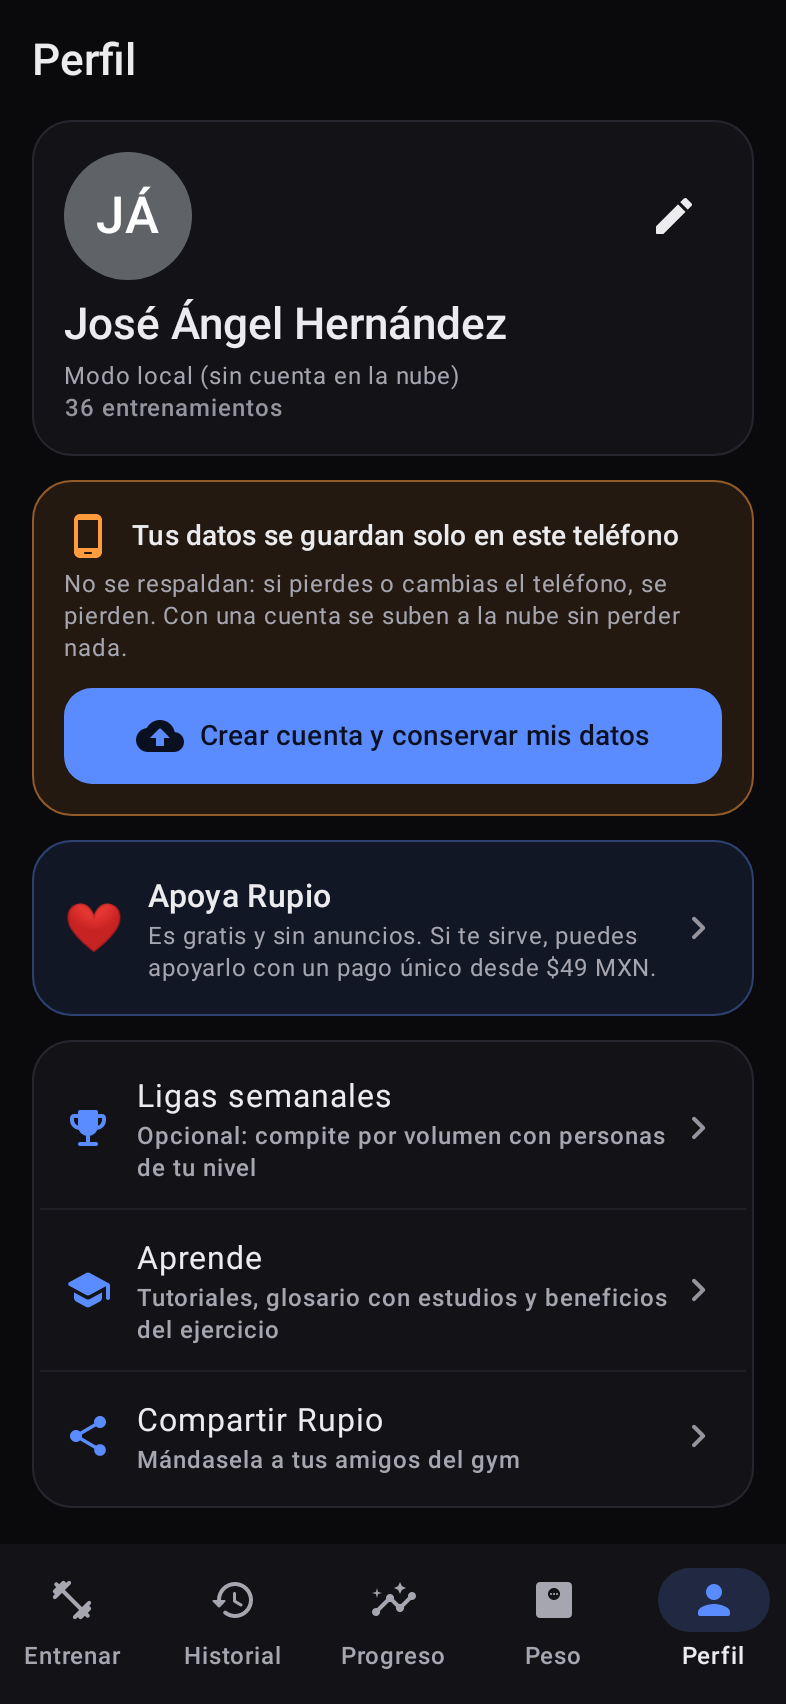 Perfil
JÁ
José Ángel Hernández
Modo local (sin cuenta en la nube)
36 entrenamientos
Tus datos se guardan solo en este teléfono
No se respaldan: si pierdes o cambias el teléfono, se
pierden. Con una cuenta se suben a la nube sin perder
nada.
Crear cuenta y conservar mis datos
Apoya Rupio
Es gratis y sin anuncios. Si te sirve, puedes
apoyarlo con un pago único desde $49 MXN.
Ligas semanales
Opcional: compite por volumen con personas
de tu nivel
Aprende
Tutoriales, glosario con estudios y beneficios
del ejercicio
Compartir Rupio
Mándasela a tus amigos del gym
Entrenar
Historial
Progreso
Peso
Perfil